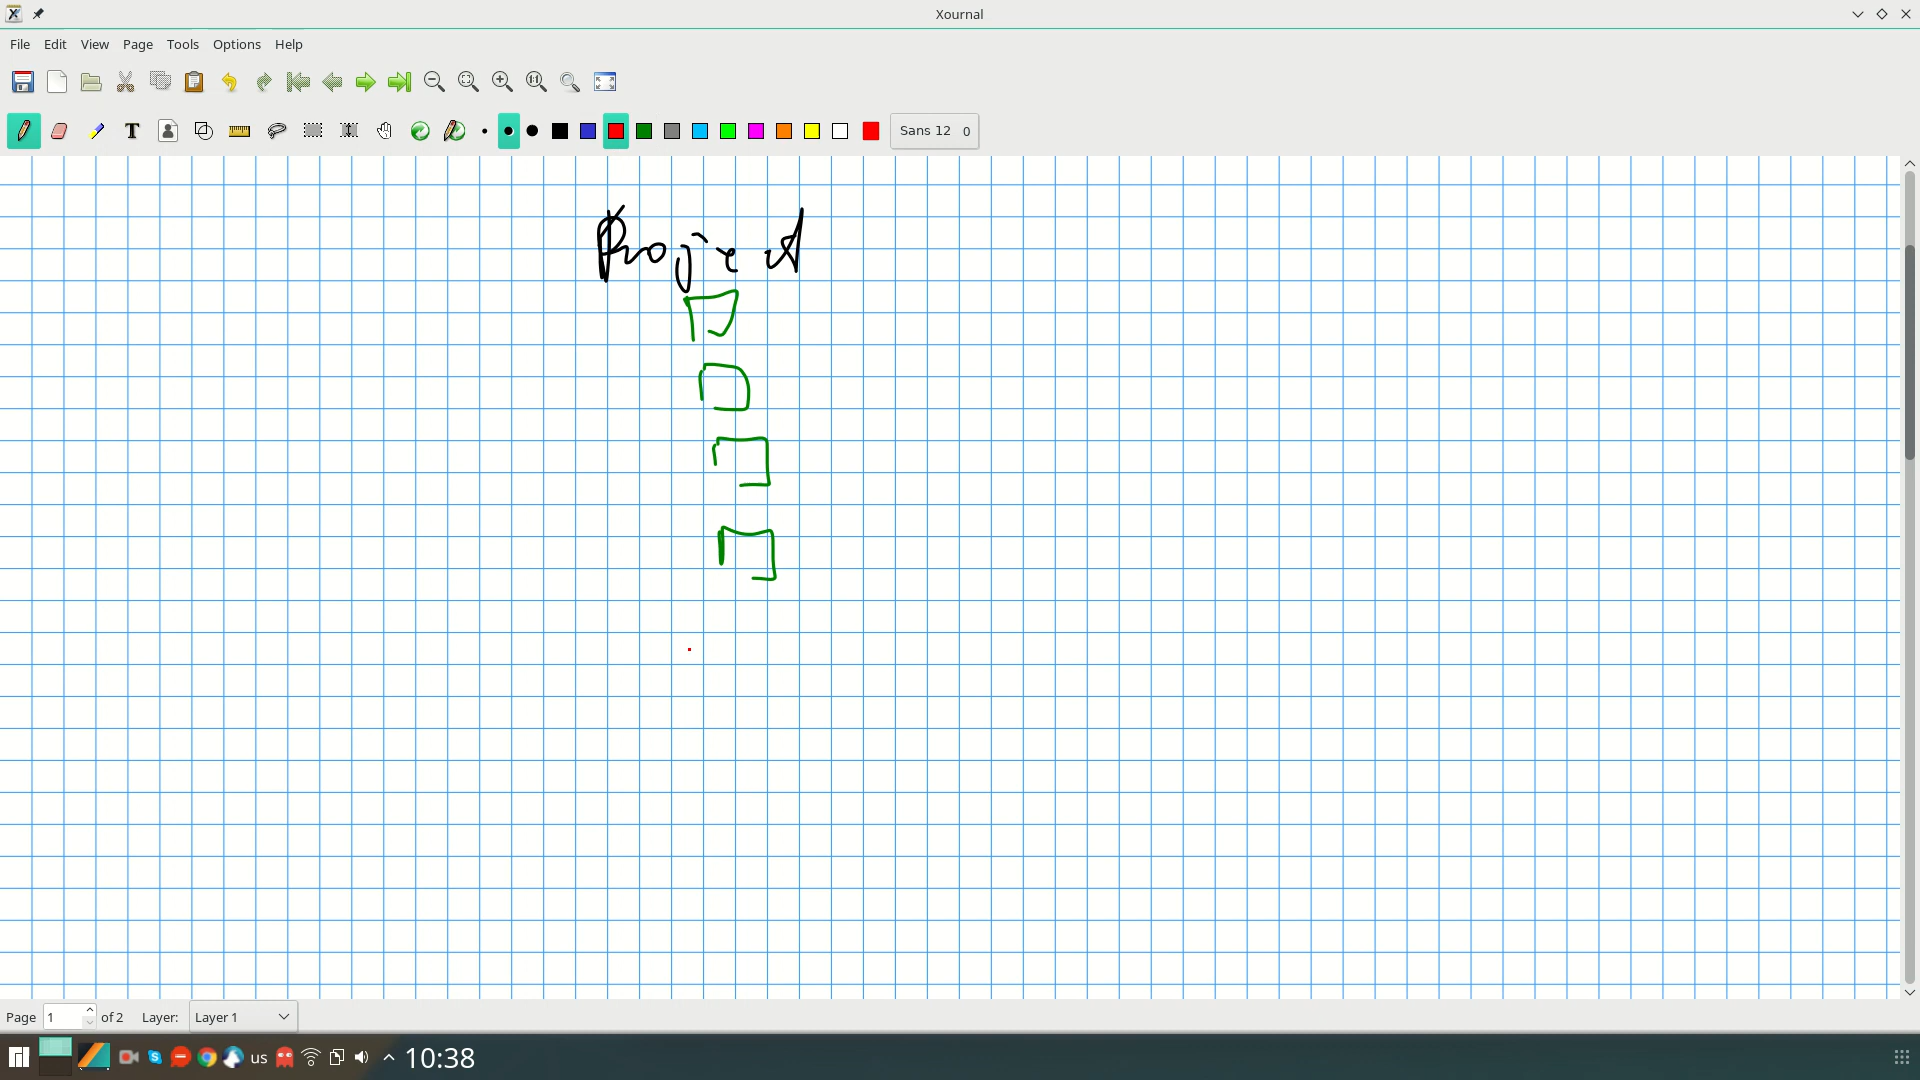 Xournal
File Edit View Page Tools Options Help
T Sans 12 0
Project
Page 1 of 2 Layer: Layer 1
us 10:38